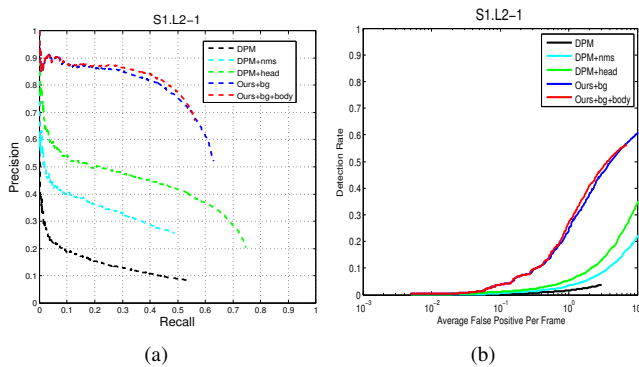 S1.L2-1
DPM
DPM+nms
DPM+head
Ours+bg
Ours+bg+body
Precision
1
0.9
0.8
0.7
0.6
0.5
0.4
0.3
0.2
0.1
0
0 0.1 0.2 0.3 0.4 0.5 0.6 0.7 0.8 0.9 1
Recall
(a)
S1.L2-1
DPM
DPM+nms
DPM+head
Ours+bg
Ours+bg+body
Detection Rate
1
0.9
0.8
0.7
0.6
0.5
0.4
0.3
0.2
0.1
0
10^-3 10^-2 10^-1 10^0 10^1
Average False Positive Per Frame
(b)